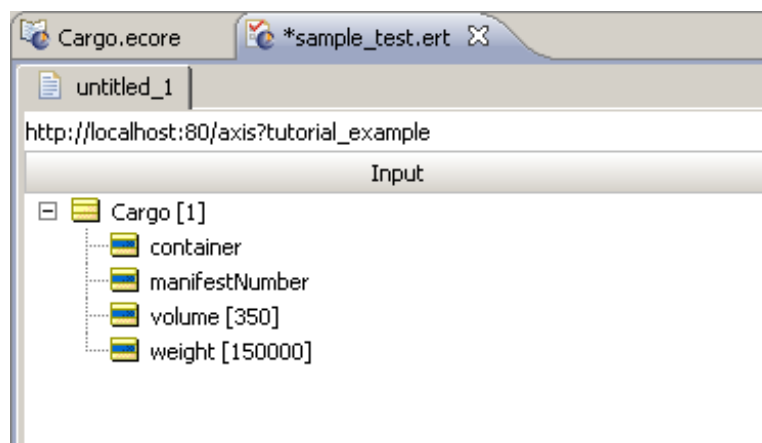 Cargo.ecore *sample_test.ert
untitled_1
http://localhost:80/axis?tutorial_example
Input
Cargo [1]
container
manifestNumber
volume [350]
weight [150000]